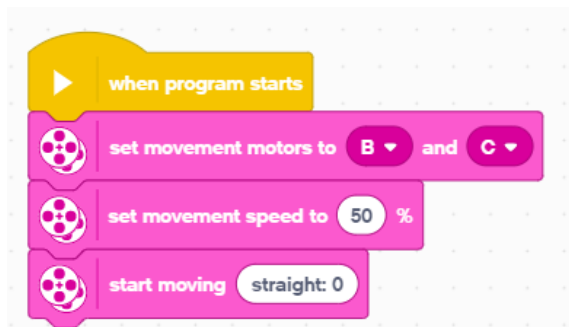 when program starts
set movement motors to B and C
set movement speed to 50 %
start moving straight: 0